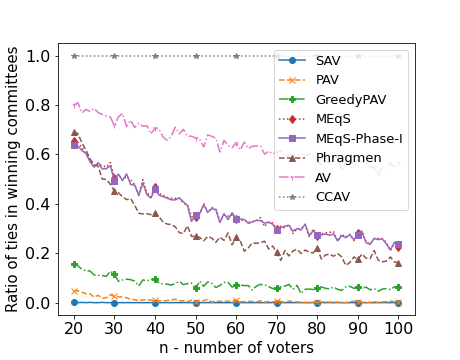 Ratio of ties in winning committees
1.0
0.8
0.6
0.4
0.2
0.0
SAV
PAV
GreedyPAV
MEqS
MEqS-Phase-I
Phragmen
AV
CCAV
20 30 40 50 60 70 80 90 100
n - number of voters